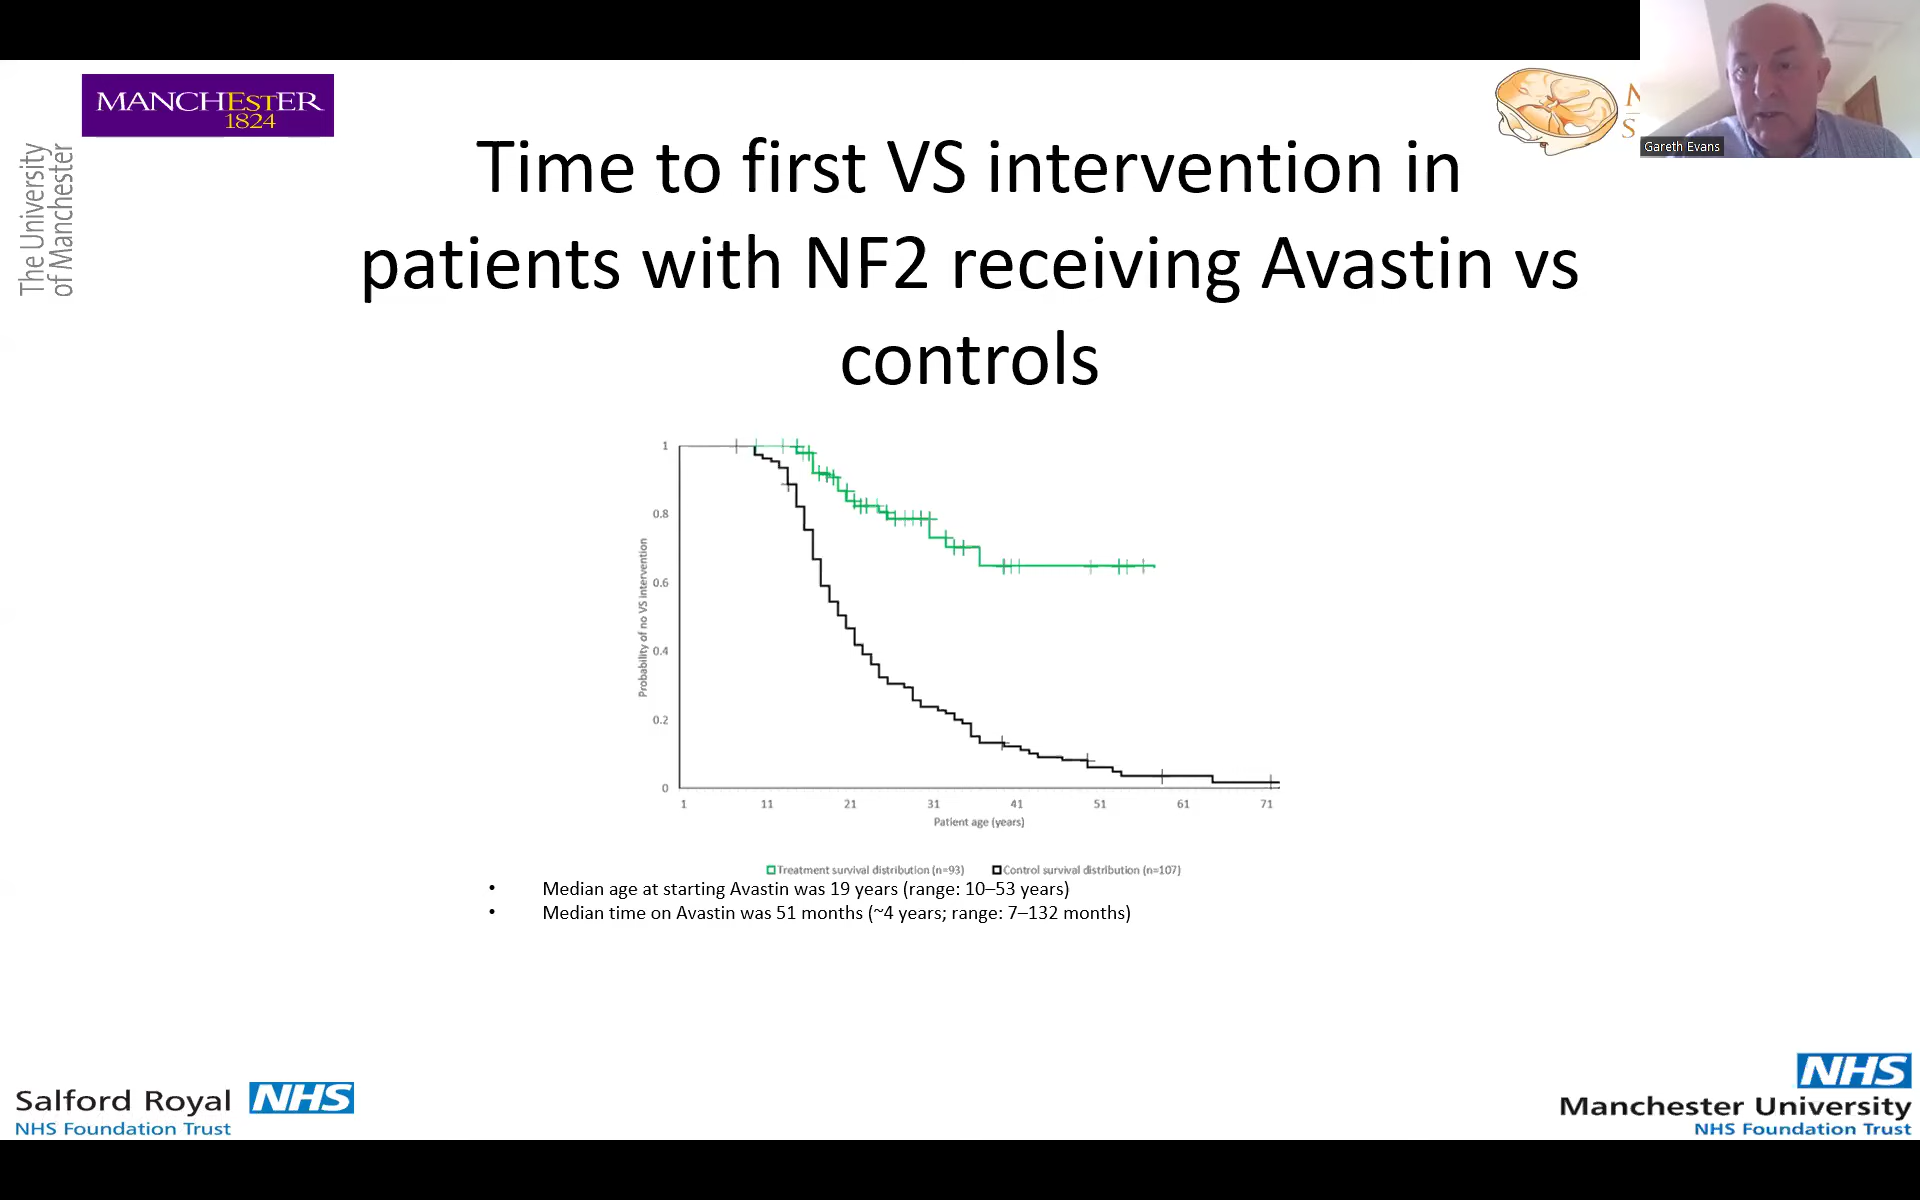 MANCHESTER
1824
The University
of Manchester
Gareth Evans
Time to first VS intervention in
patients with NF2 receiving Avastin vs
controls
Probability of no VS intervention
1
0.8
0.6
0.4
0.2
0
1 11 21 31 41 51 61 71
Patient age (years)
Treatment survival distribution (n=93) Control survival distribution (n=107)
• Median age at starting Avastin was 19 years (range: 10–53 years)
• Median time on Avastin was 51 months (~4 years; range: 7–132 months)
Salford Royal NHS
NHS Foundation Trust
NHS
Manchester University
NHS Foundation Trust